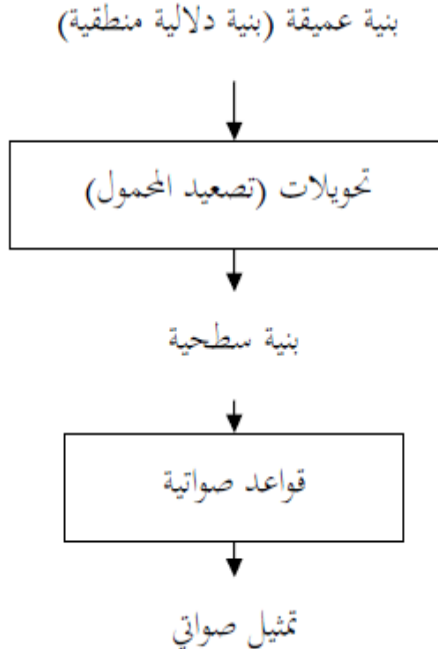 بنية عميقة (بنية دلالية منطقية)
تحويلات (تصعيد المحمول)
بنية سطحية
قواعد صواتية
تمثيل صواتي